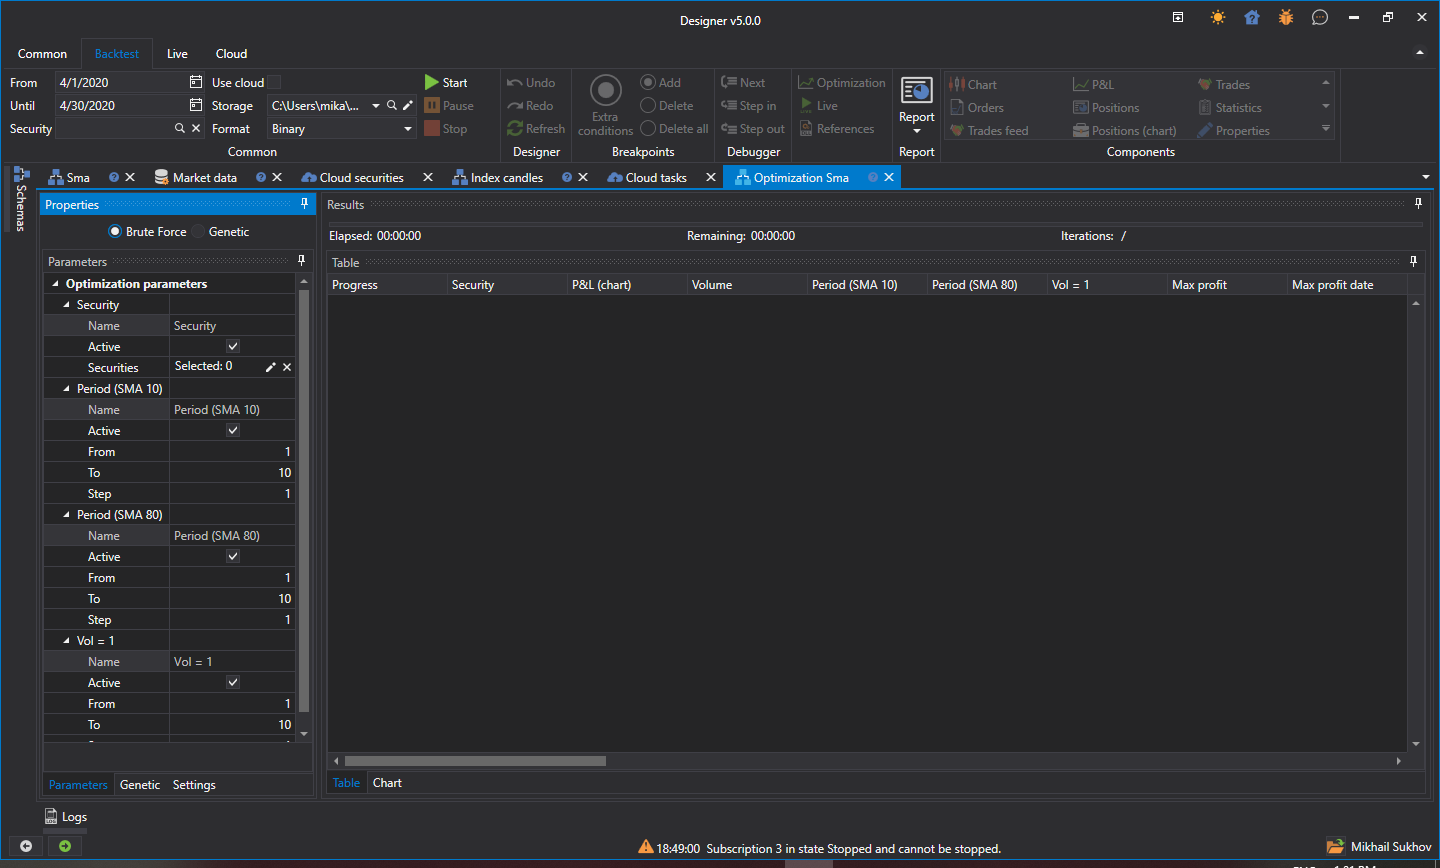 Designer v5.0.0
Common Backtest Live Cloud
From 4/1/2020 Use cloud Start Undo Add Next Optimization Chart P&L Trades
Until 4/30/2020 Storage C:\Users\mika\... Pause Redo Delete Step in Live Orders Positions Statistics
Security Format Binary Stop Refresh Extra conditions Delete all Step out References Report Trades feed Positions (chart) Properties
Common Designer Breakpoints Debugger Report Components
Schemas
Sma Market data Cloud securities Index candles Cloud tasks Optimization Sma
Properties
Brute Force Genetic
Parameters
Optimization parameters
Security
Name Security
Active
Securities Selected: 0
Period (SMA 10)
Name Period (SMA 10)
Active
From 1
To 10
Step 1
Period (SMA 80)
Name Period (SMA 80)
Active
From 1
To 10
Step 1
Vol = 1
Name Vol = 1
Active
From 1
To 10
Parameters Genetic Settings
Results
Elapsed: 00:00:00 Remaining: 00:00:00 Iterations: /
Table
Progress Security P&L (chart) Volume Period (SMA 10) Period (SMA 80) Vol = 1 Max profit Max profit date
Table Chart
Logs
18:49:00 Subscription 3 in state Stopped and cannot be stopped.
Mikhail Sukhov